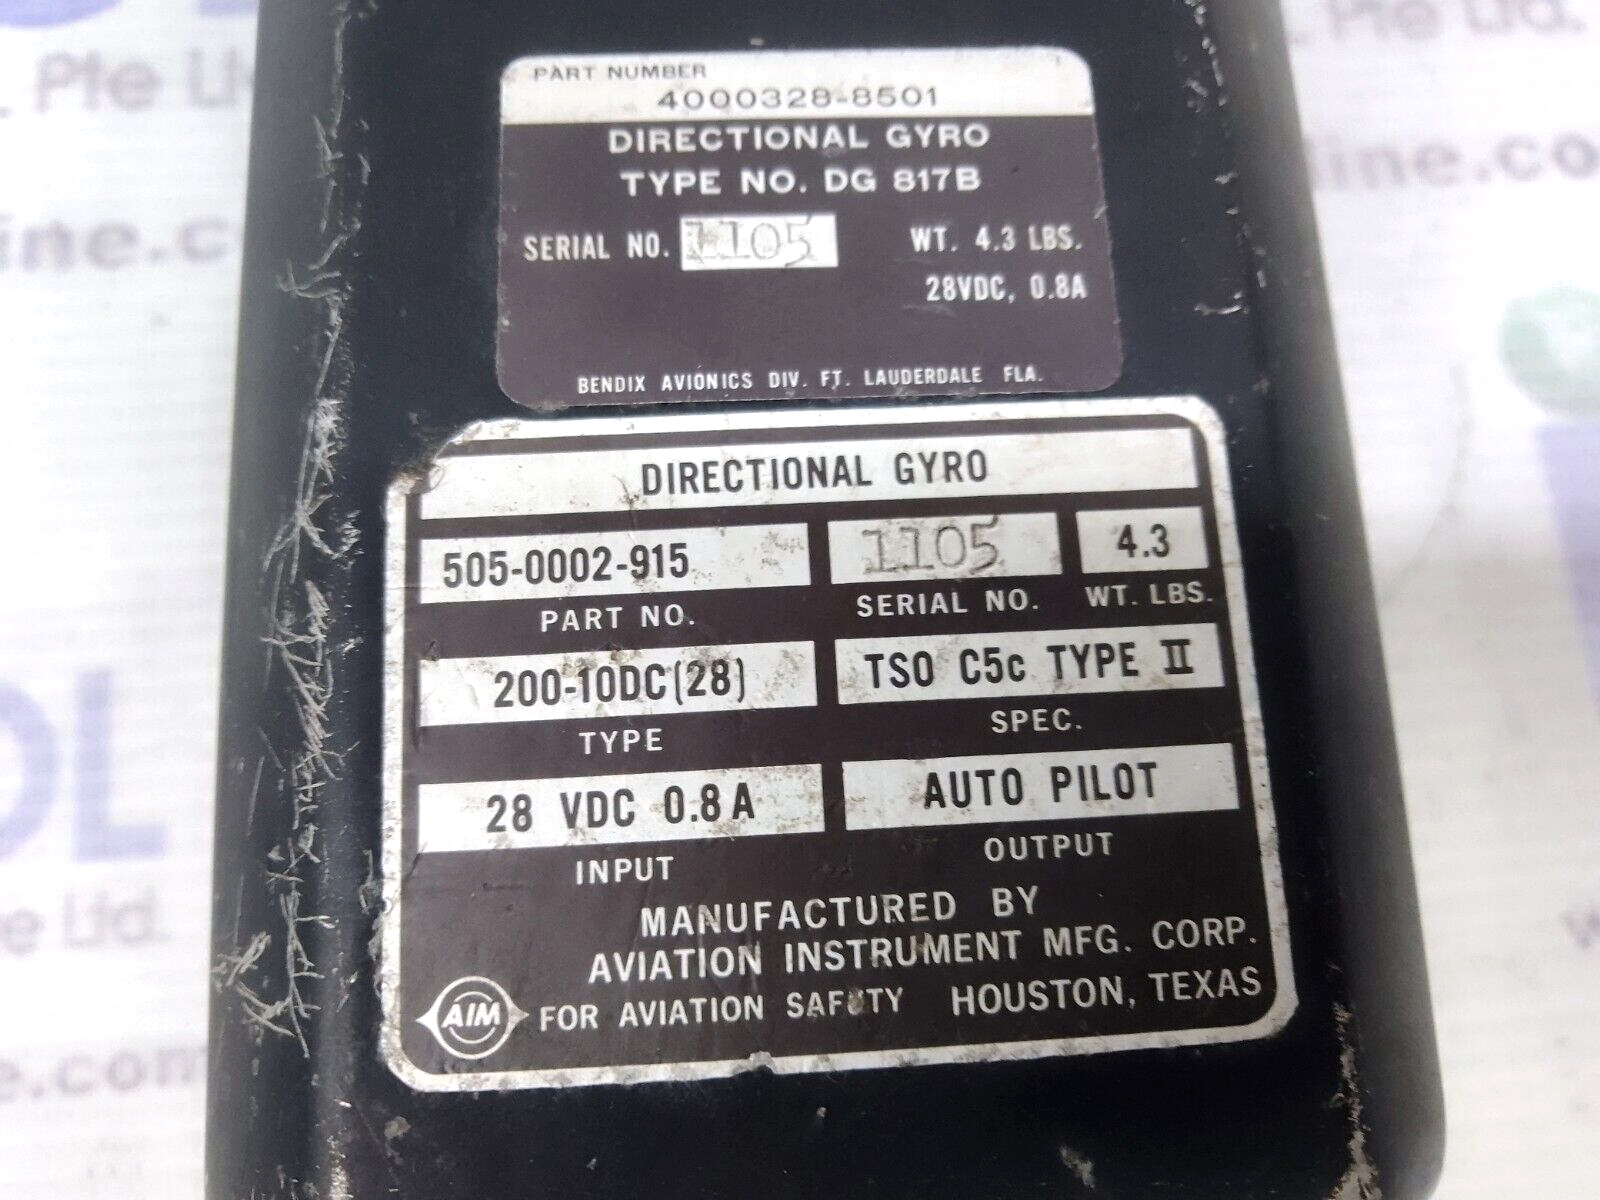 PART NUMBER
4000328-8501
DIRECTIONAL GYRO
TYPE NO. DG 817B
SERIAL NO. 1105 WT. 4.3 LBS.
28VDC, 0.8A
BENDIX AVIONICS DIV. FT. LAUDERDALE FLA.
DIRECTIONAL GYRO
505-0002-915 1105 4.3
PART NO. SERIAL NO. WT. LBS.
200-10DC(28) TSO C5c TYPE II
TYPE SPEC.
28 VDC 0.8A AUTO PILOT
INPUT OUTPUT
MANUFACTURED BY
AVIATION INSTRUMENT MFG. CORP.
AIM FOR AVIATION SAFETY HOUSTON, TEXAS
Pte Ltd.